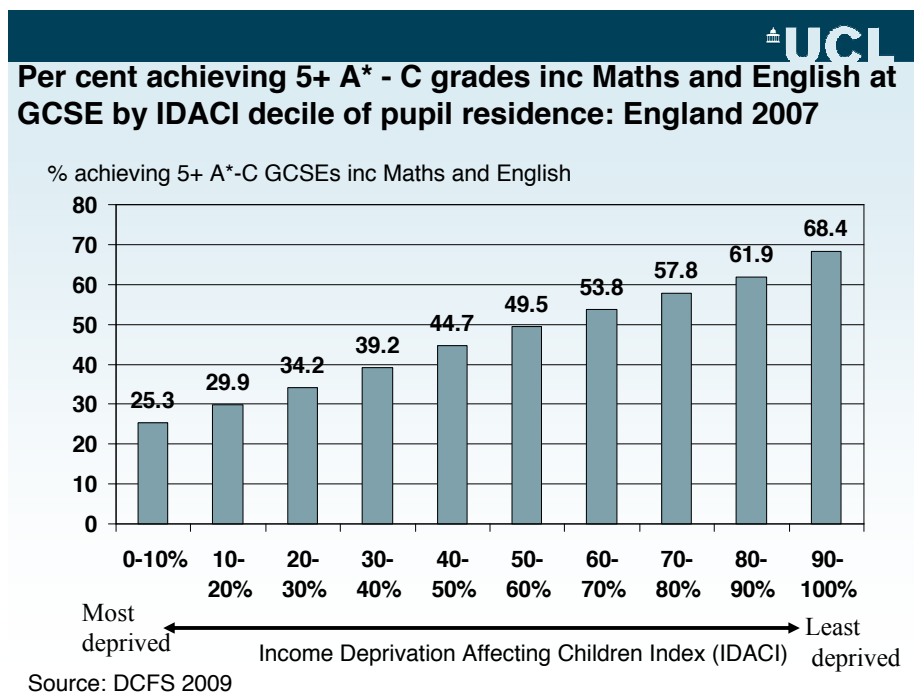 UCL
Per cent achieving 5+ A* - C grades inc Maths and English at
GCSE by IDACI decile of pupil residence: England 2007
% achieving 5+ A*-C GCSEs inc Maths and English
80
70
60
50
40
30
20
10
0
25.3
29.9
34.2
39.2
44.7
49.5
53.8
57.8
61.9
68.4
0-10% 10- 20- 30- 40- 50- 60- 70- 80- 90-
20% 30% 40% 50% 60% 70% 80% 90% 100%
Most
deprived
Income Deprivation Affecting Children Index (IDACI)
Least
deprived
Source: DCFS 2009